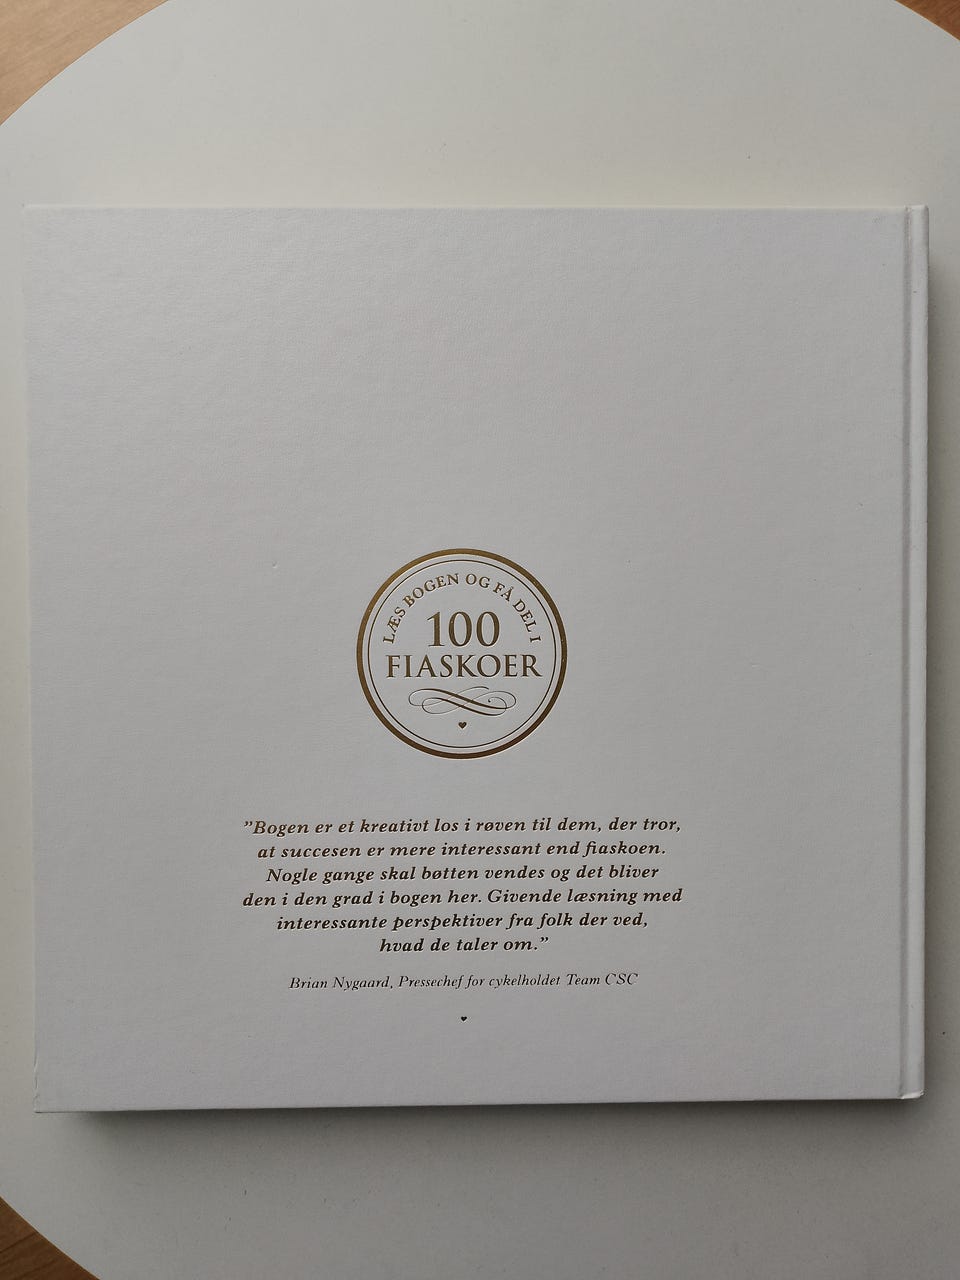 LÆS BOGEN OG FÅ DEL I
100
FIASKOER
”Bogen er et kreativt los i røven til dem, der tror,
at succesen er mere interessant end fiaskoen.
Nogle gange skal bøtten vendes og det bliver
den i den grad i bogen her. Givende læsning med
interessante perspektiver fra folk der ved,
hvad de taler om.”
Brian Nygaard, Pressechef for cykelholdet Team CSC